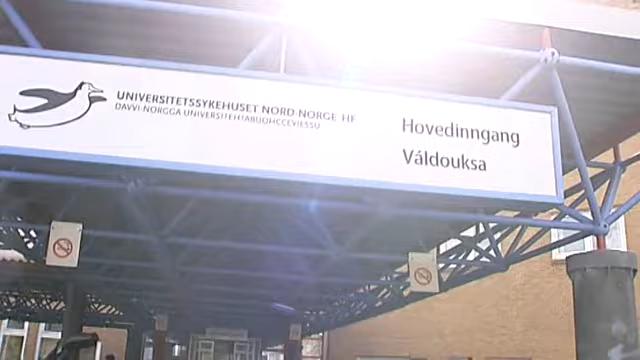 UNIVERSITETSSYKEHUSET NORD-NORGE HF
DAVVI-NORGGA UNIVERSITEHTABUOHCCEVIESSU
Hovedinngang
Váldouksa